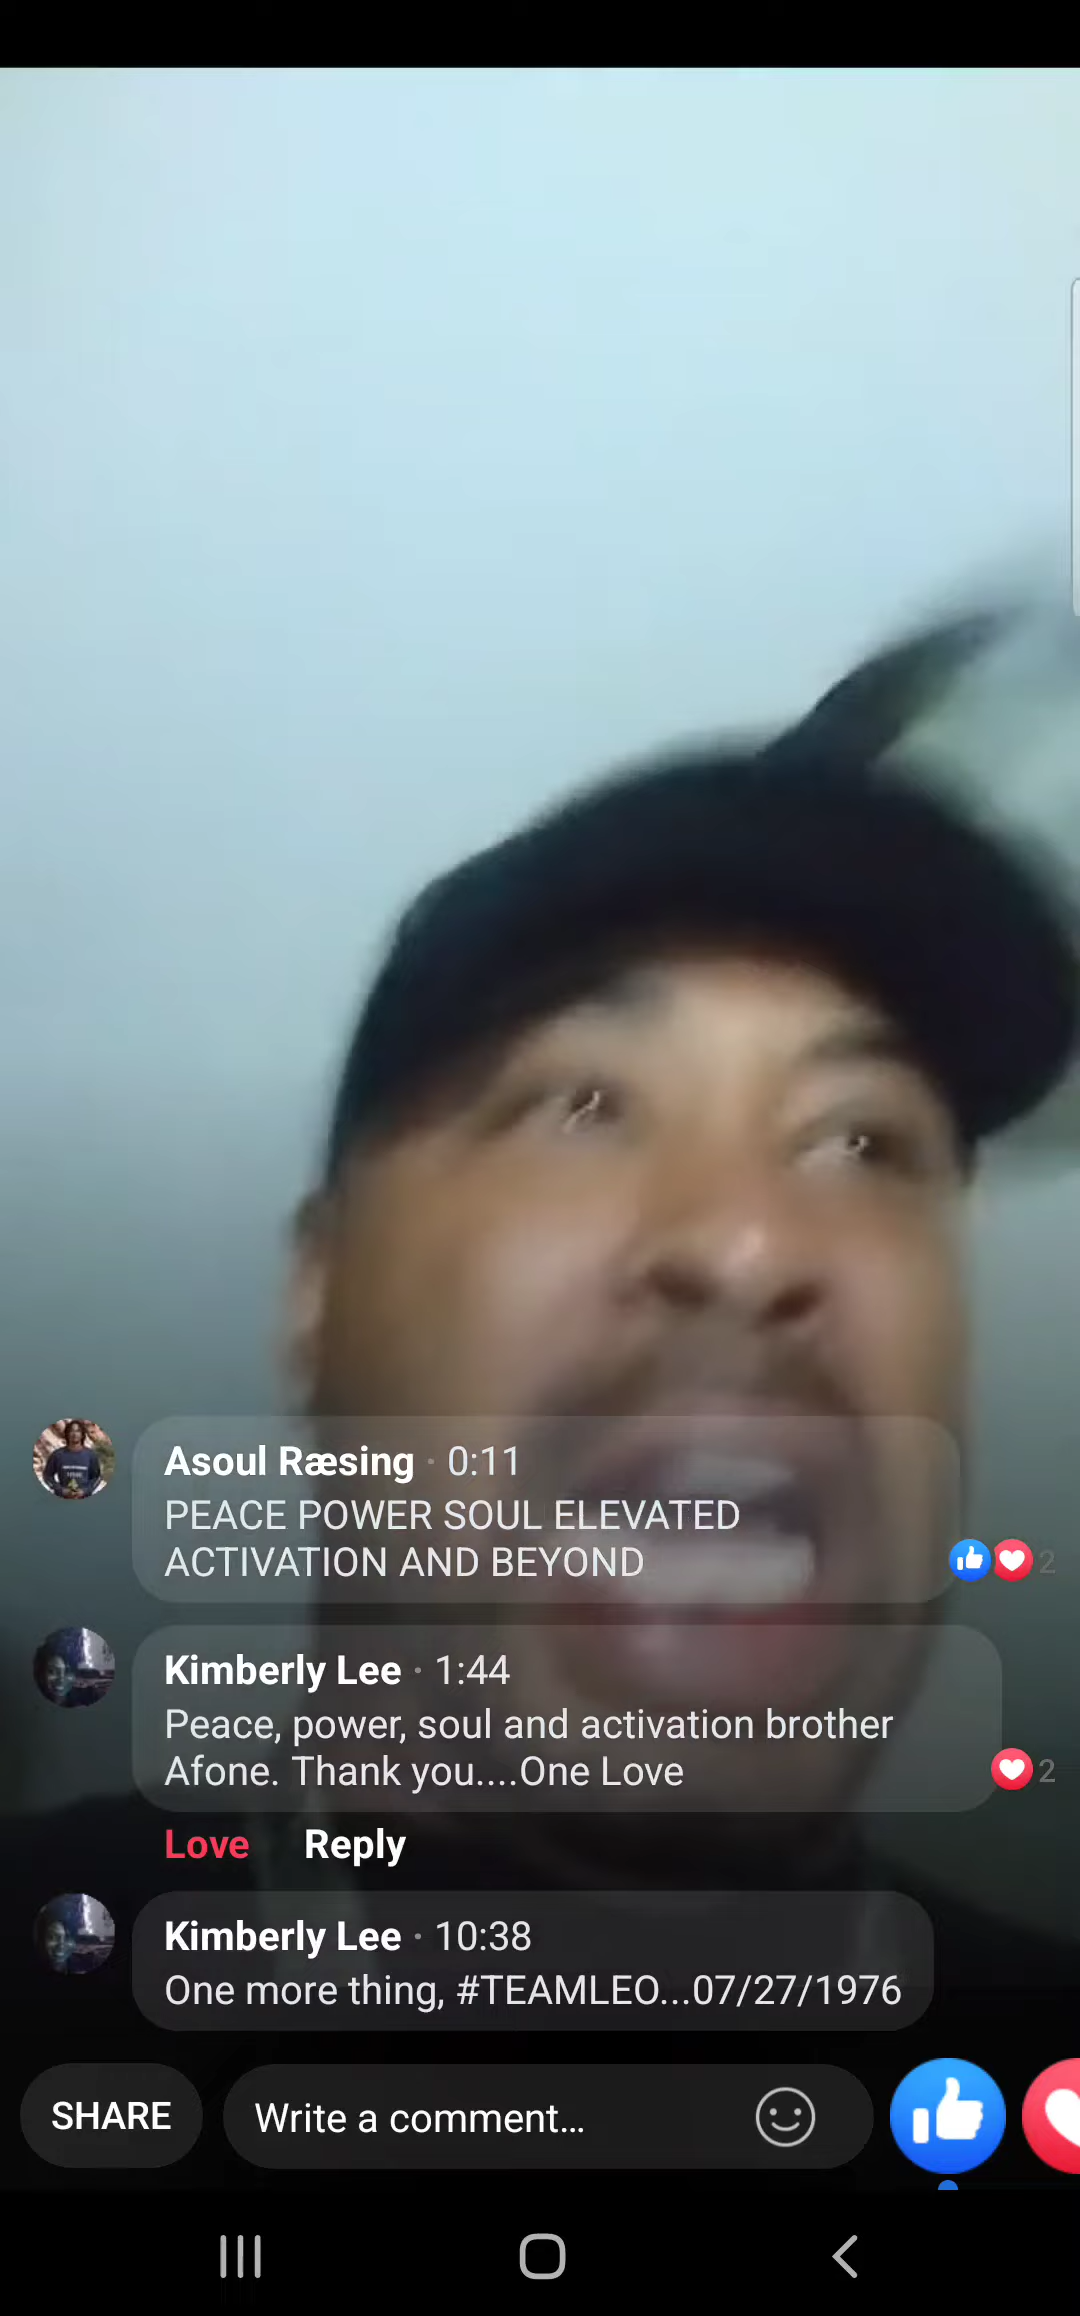 Asoul Ræsing · 0:11
PEACE POWER SOUL ELEVATED
ACTIVATION AND BEYOND
2
Kimberly Lee · 1:44
Peace, power, soul and activation brother
Afone. Thank you....One Love
2
Love Reply
Kimberly Lee · 10:38
One more thing, #TEAMLEO...07/27/1976
SHARE Write a comment...